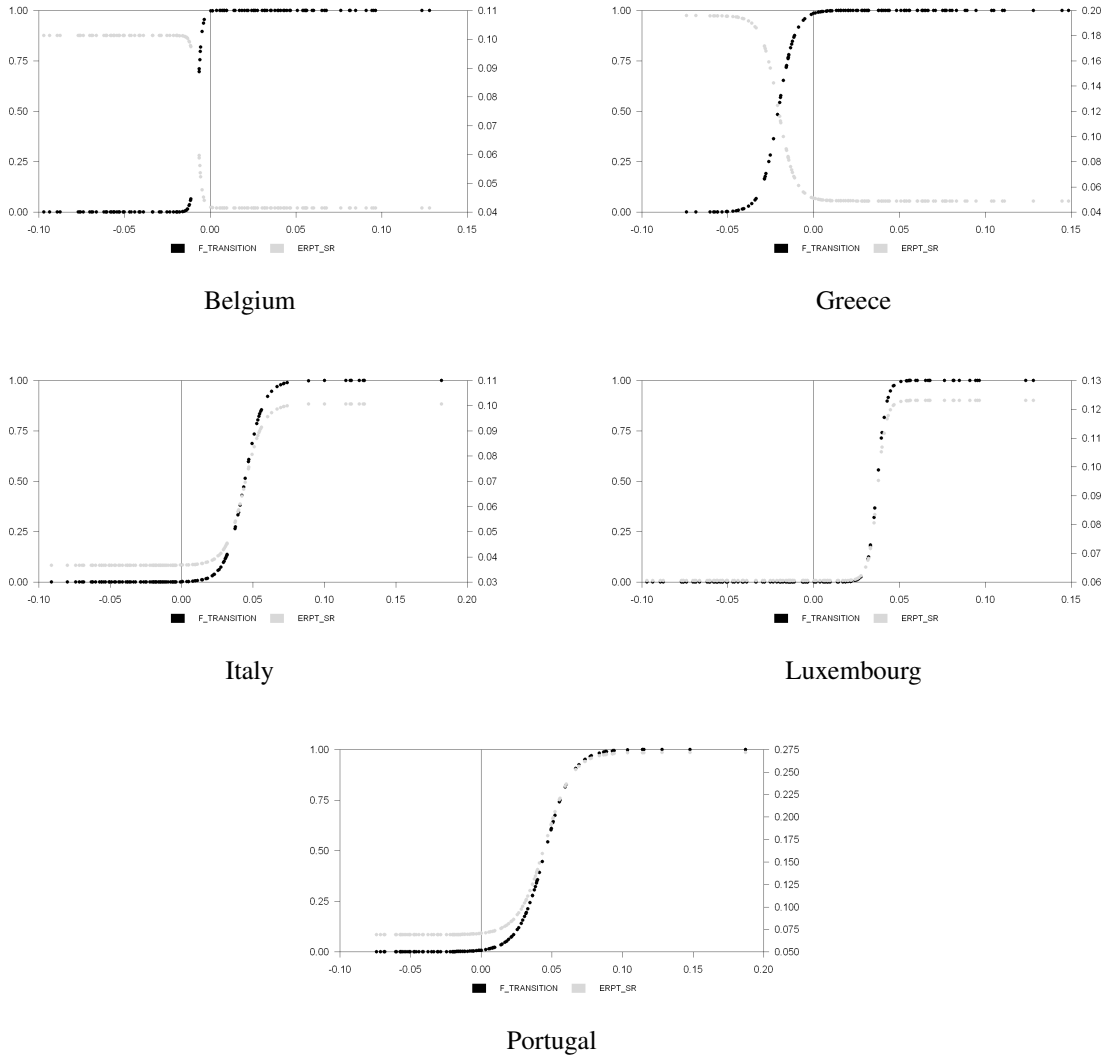 1.00 0.11 1.00 0.20
0.10 0.18
0.75 0.09 0.75 0.16
0.08 0.14
0.50 0.07 0.50 0.12
0.06 0.10
0.25 0.25 0.08
0.05 0.06
0.00 0.04 0.00 0.04
-0.10 -0.05 0.00 0.05 0.10 0.15 -0.10 -0.05 0.00 0.05 0.10 0.15
F_TRANSITION ERPT_SR F_TRANSITION ERPT_SR
Belgium Greece
1.00 0.11 1.00 0.13
0.10 0.12
0.75 0.09 0.75 0.11
0.08
0.50 0.07 0.50 0.10
0.06 0.09
0.25 0.05 0.25 0.08
0.04 0.07
0.00 0.03 0.00 0.06
-0.10 -0.05 0.00 0.05 0.10 0.15 0.20 -0.10 -0.05 0.00 0.05 0.10 0.15
F_TRANSITION ERPT_SR F_TRANSITION ERPT_SR
Italy Luxembourg
1.00 0.275
0.250
0.75 0.225
0.200
0.175
0.50 0.150
0.125
0.25 0.100
0.075
0.00 0.050
-0.10 -0.05 0.00 0.05 0.10 0.15 0.20
F_TRANSITION ERPT_SR
Portugal